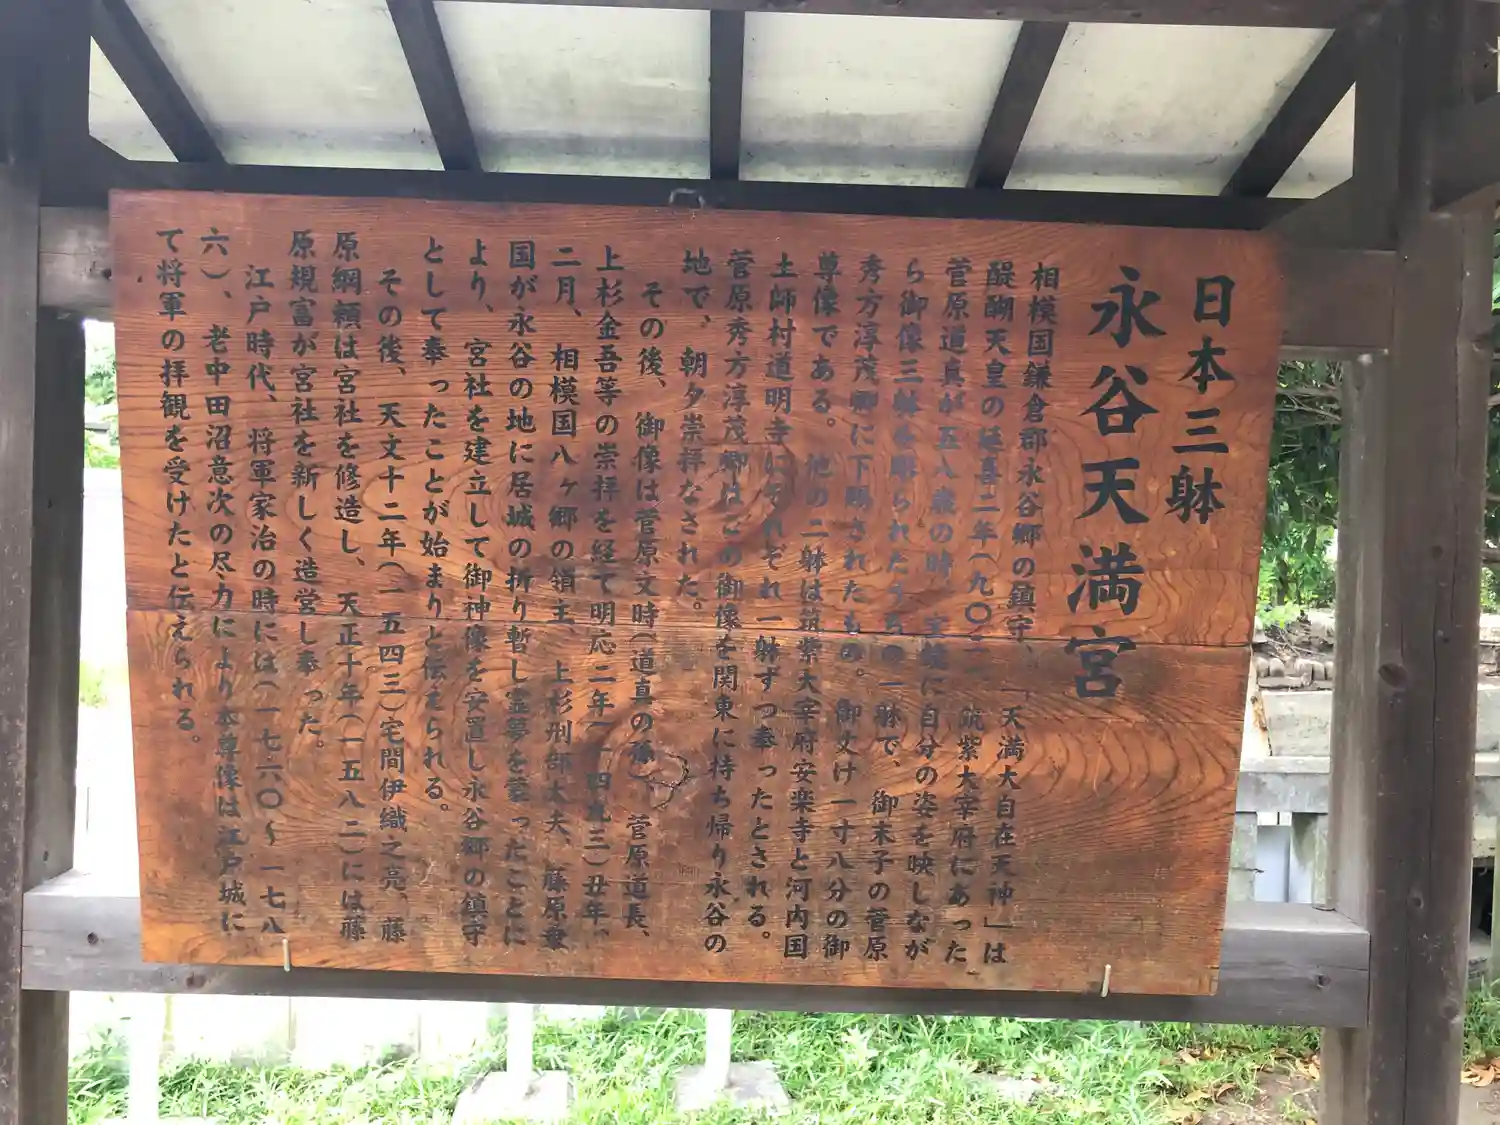 日本三躰
永谷天満宮
相模国鎌倉郡永谷郷の鎮守、「天満大自在天神」は
醍醐天皇の延喜二年(九〇二)筑紫大宰府にあった
菅原道真が五八歳の時、自分の姿を映しなが
ら御像三躰を彫られたうちの一躰で、御末子の菅原
秀方淳茂卿に下賜されたもの。御丈け一寸八分の御
尊像である。他の二躰は筑紫大宰府安楽寺と河内国
土師村道明寺にそれぞれ一躰ずつ奉ったとされる。
菅原秀方淳茂卿はこの御像を関東に持ち帰り永谷の
地で、朝夕崇拝なされた。
その後、御像は菅原文時(道真の孫)、菅原道長、
上杉金吾等の崇拝を経て明応二年(一四九三)丑年、
二月、相模国八ヶ郷の領主、上杉刑部大夫、藤原乗
国が永谷の地に居城の折り暫し霊夢を蒙ったことに
より、宮社を建立して御神像を安置し永谷郷の鎮守
として奉ったことが始まりと伝えられる。
その後、天文十二年(一五四三)宅間伊織之亮、藤
原綱頼は宮社を修造し、天正十年(一五八二)には藤
原規富が宮社を新しく造営し奉った。
江戸時代、将軍家治の時には(一七六〇〜一七八
六)、老中田沼意次の尽力により本尊像は江戸城に
て将軍の拝観を受けたと伝えられる。